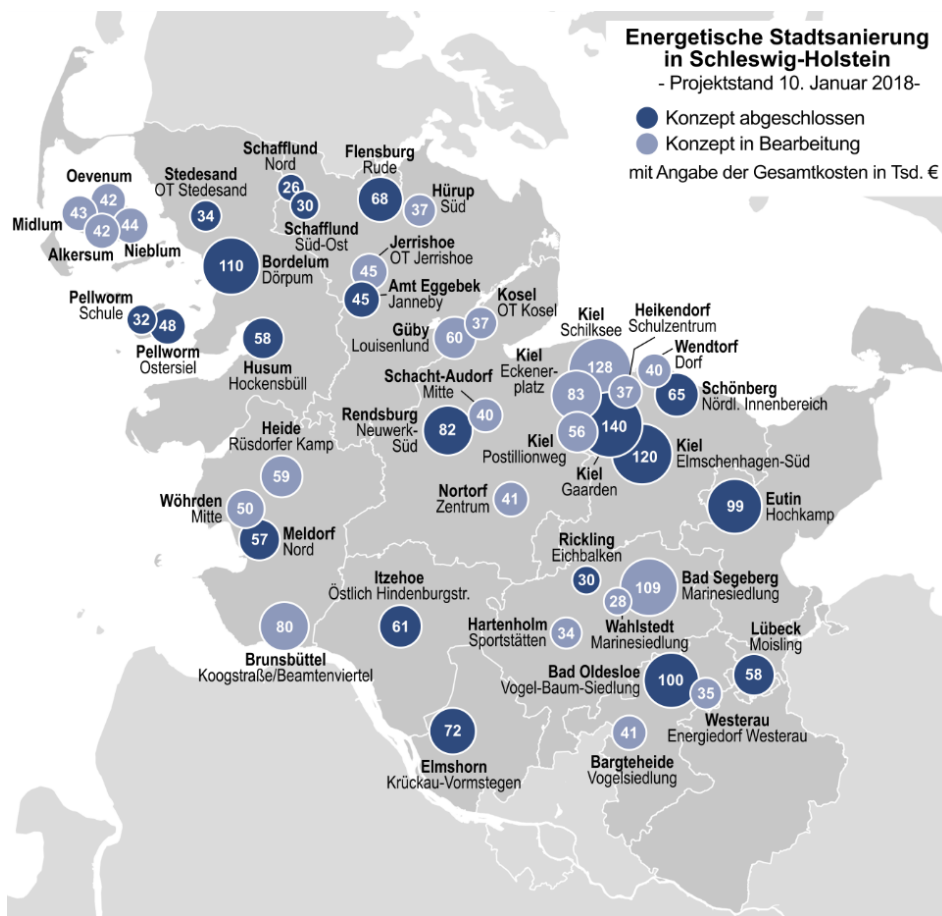 Energetische Stadtsanierung
in Schleswig-Holstein
- Projektstand 10. Januar 2018-
Konzept abgeschlossen
Konzept in Bearbeitung
mit Angabe der Gesamtkosten in Tsd. €
Schafflund
Nord
26
30
Schafflund
Süd-Ost
Flensburg
Rude
68
Hürup
Süd
37
Oevenum
42
Midlum
43
Alkersum
42
Nieblum
44
Stedesand
OT Stedesand
34
Bordelum
Dörpum
110
Jerrishoe
OT Jerrishoe
45
Amt Eggebek
Janneby
45
Pellworm
Schule
32
48
Pellworm
Ostersiel
58
Husum
Hockensbüll
Kosel
OT Kosel
37
Güby
Louisenlund
60
Kiel
Schilksee
128
Heikendorf
Schulzentrum
37
Wendtorf
Dorf
40
Schönberg
Nördl. Innenbereich
65
Kiel
Eckener-
platz
83
Schacht-Audorf
Mitte
40
Rendsburg
Neuwerk-
Süd
82
Kiel
Postillionweg
56
140
Kiel
Gaarden
120
Kiel
Elmschenhagen-Süd
Heide
Rüsdorfer Kamp
59
Wöhrden
Mitte
50
57
Meldorf
Nord
Nortorf
Zentrum
41
99
Eutin
Hochkamp
Rickling
Eichbalken
30
109
Bad Segeberg
Marinesiedlung
28
Wahlstedt
Marinesiedlung
Itzehoe
Östlich Hindenburgstr.
61
Hartenholm
Sportstätten
34
80
Brunsbüttel
Koogstraße/Beamtenviertel
Lübeck
Moisling
58
Bad Oldesloe
Vogel-Baum-Siedlung
100
35
Westerau
Energiedorf Westerau
72
Elmshorn
Krückau-Vormstegen
41
Bargteheide
Vogelsiedlung